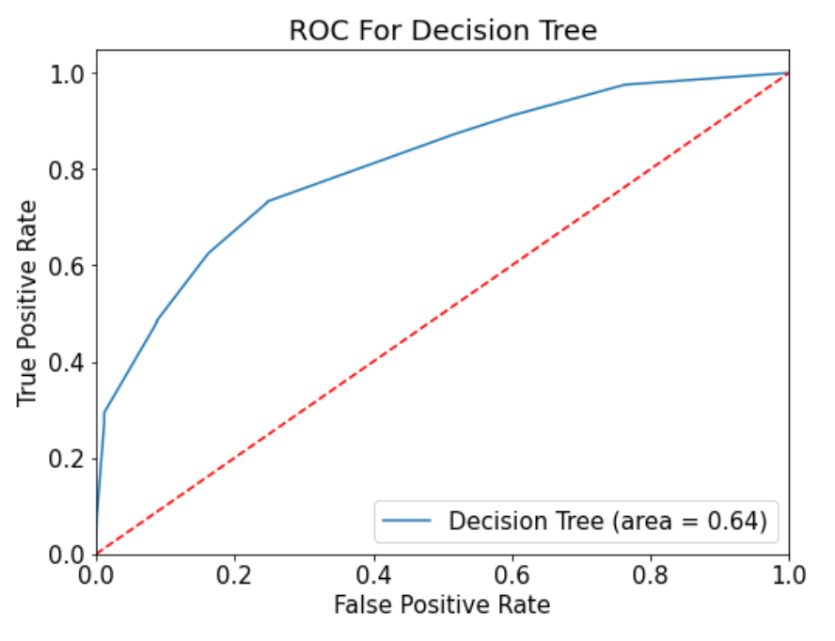 ROC For Decision Tree
1.0
0.8
0.6
0.4
0.2
0.0
True Positive Rate
Decision Tree (area = 0.64)
0.0 0.2 0.4 0.6 0.8 1.0
False Positive Rate